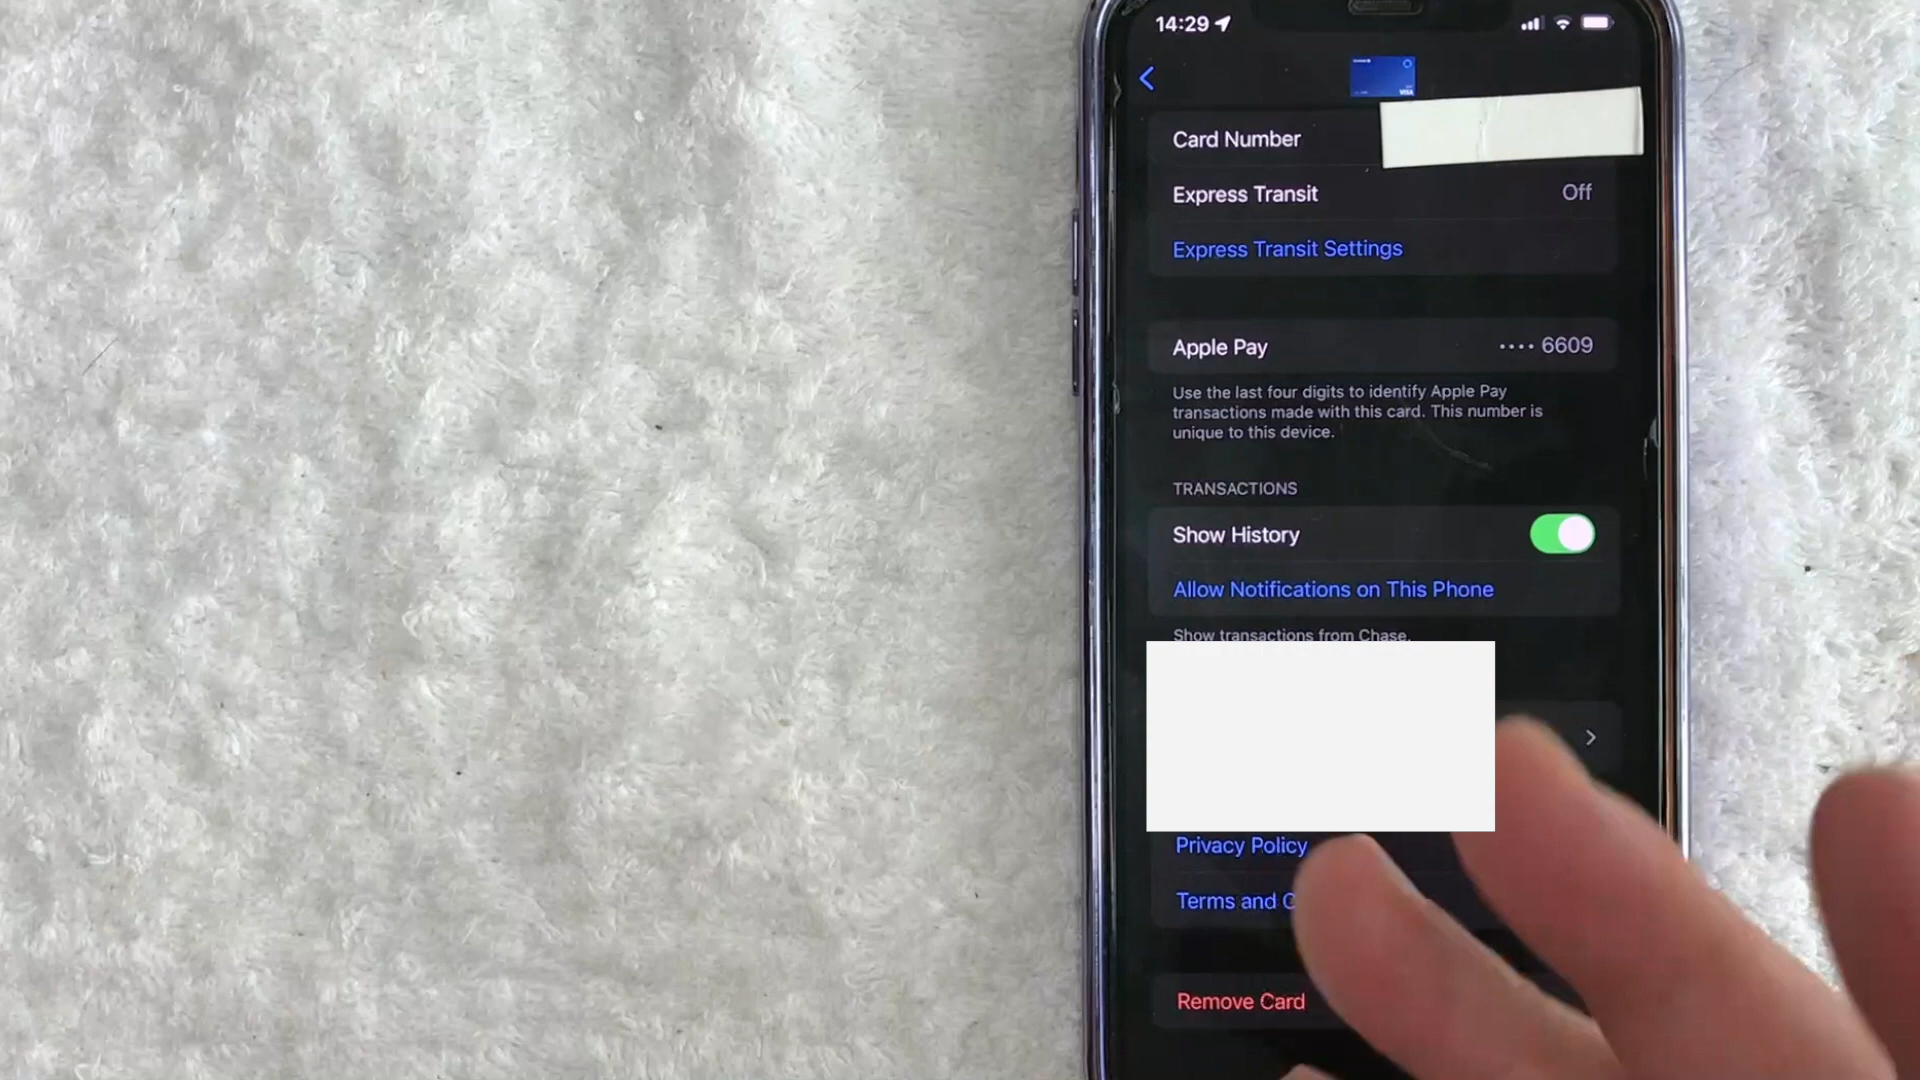 14:29
VISA
Card Number
Express Transit Off
Express Transit Settings
Apple Pay •••• 6609
Use the last four digits to identify Apple Pay
transactions made with this card. This number is
unique to this device.
TRANSACTIONS
Show History
Allow Notifications on This Phone
Show transactions from Chase.
Privacy Policy
Terms and
Remove Card